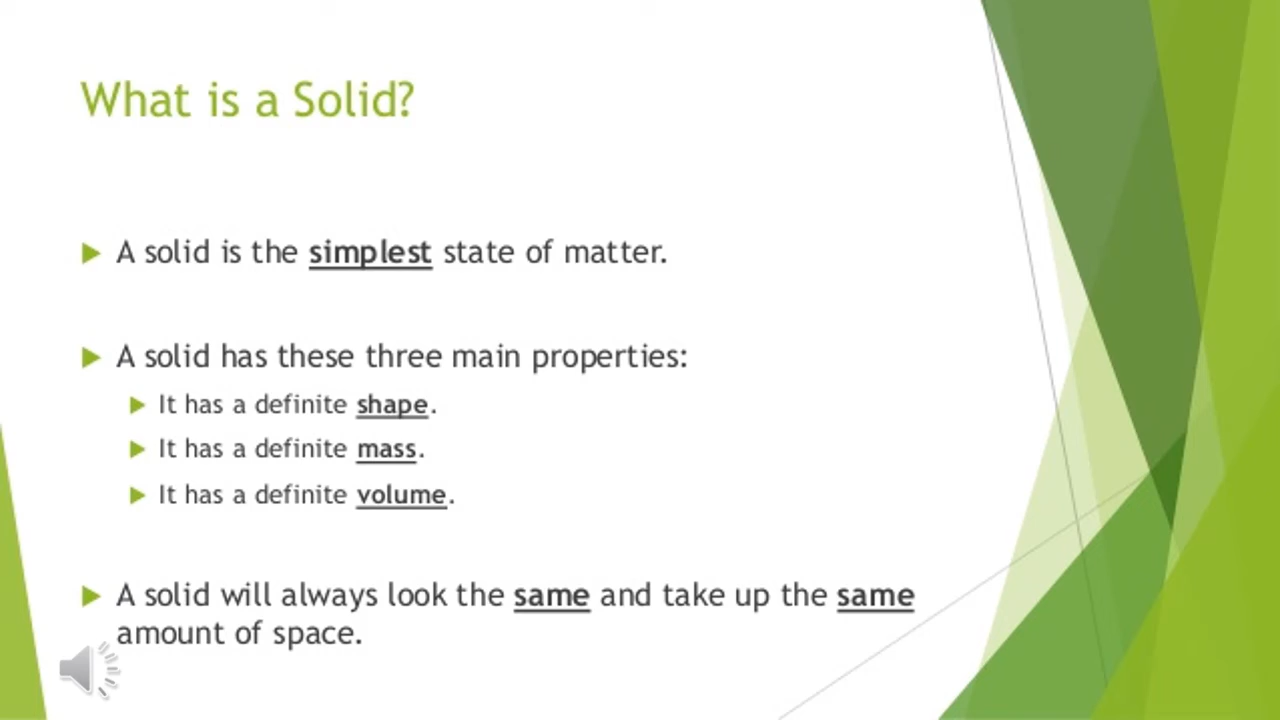 What is a Solid?
A solid is the simplest state of matter.
A solid has these three main properties:
It has a definite shape.
It has a definite mass.
It has a definite volume.
A solid will always look the same and take up the same
amount of space.